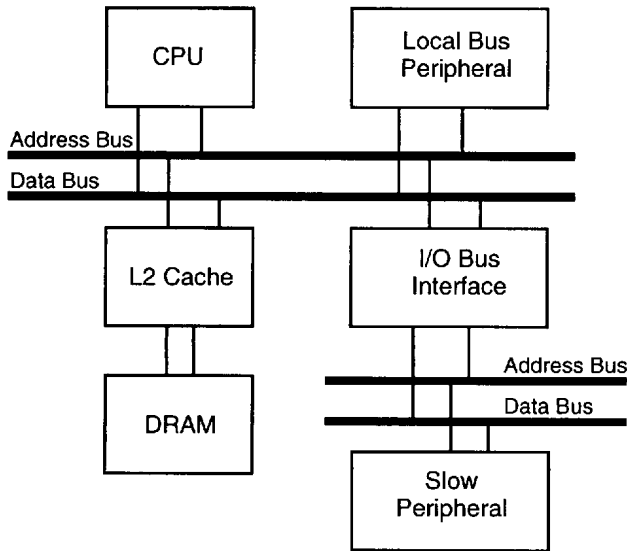 CPU
Local Bus
Peripheral
Address Bus
Data Bus
L2 Cache
I/O Bus
Interface
Address Bus
Data Bus
DRAM
Slow
Peripheral